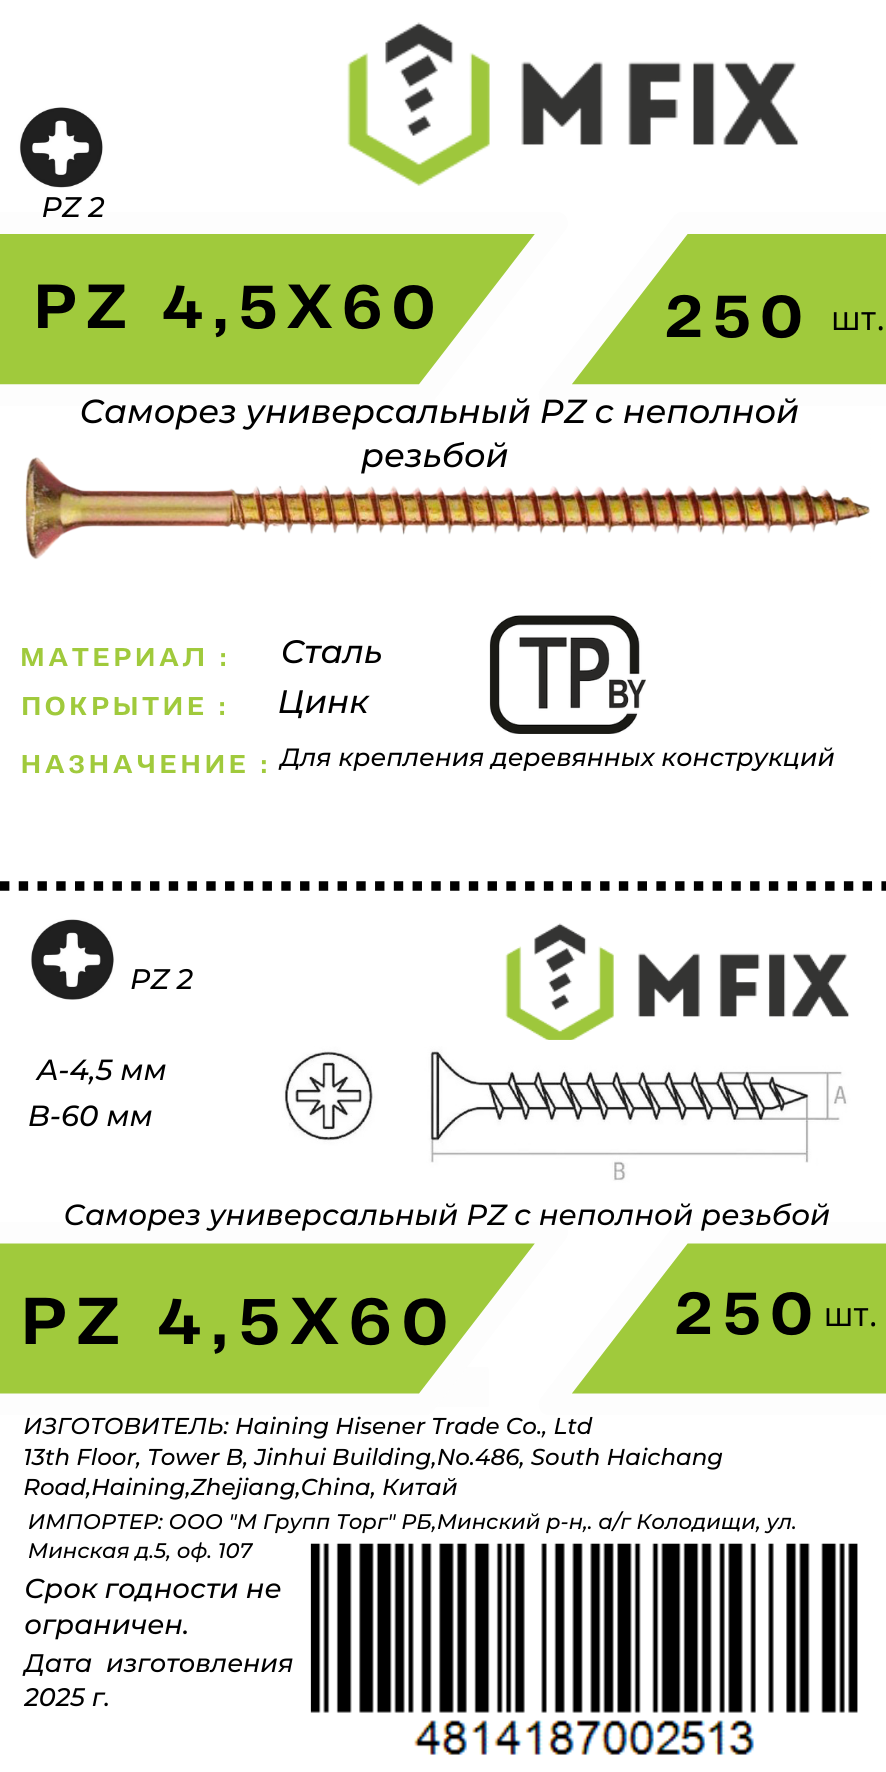 MFIX
PZ 2
PZ 4,5X60
250 шт.
Саморез универсальный PZ с неполной
резьбой
МАТЕРИАЛ : Сталь
ПОКРЫТИЕ : Цинк
НАЗНАЧЕНИЕ : Для крепления деревянных конструкций
TP BY
PZ 2
MFIX
А-4,5 мм
В-60 мм
A
B
Саморез универсальный PZ с неполной резьбой
PZ 4,5X60
250 шт.
ИЗГОТОВИТЕЛЬ: Haining Hisener Trade Co., Ltd
13th Floor, Tower B, Jinhui Building,No.486, South Haichang
Road,Haining,Zhejiang,China, Китай
ИМПОРТЕР: ООО "М Групп Торг" РБ,Минский р-н,. а/г Колодищи, ул.
Минская д.5, оф. 107
Срок годности не
ограничен.
Дата изготовления
2025 г.
4814187002513